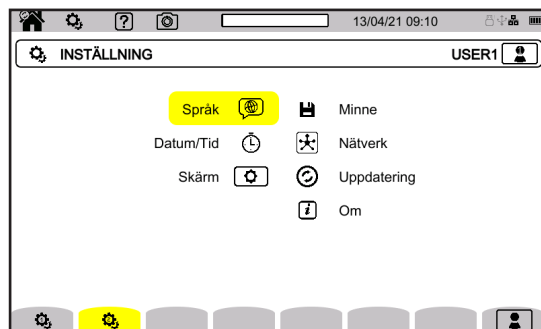 13/04/21 09:10
INSTÄLLNING
USER1
Språk
Minne
Datum/Tid
Nätverk
Skärm
Uppdatering
Om